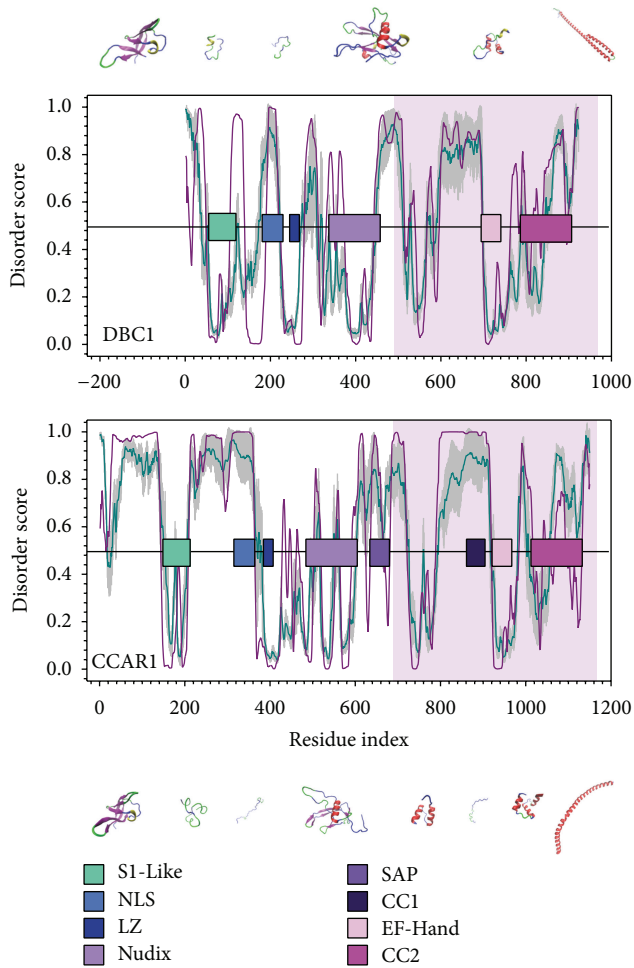 1.0
0.8
0.6
0.4
0.2
0.0
Disorder score
DBC1
−200 0 200 400 600 800 1000
1.0
0.8
0.6
0.4
0.2
0.0
Disorder score
CCAR1
0 200 400 600 800 1000 1200
Residue index
S1-Like
NLS
LZ
Nudix
SAP
CC1
EF-Hand
CC2